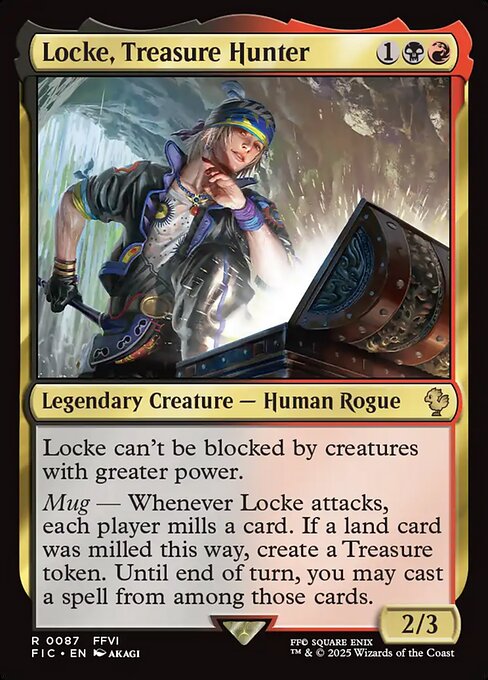 Locke, Treasure Hunter 1
Legendary Creature — Human Rogue
Locke can't be blocked by creatures
with greater power.
Mug — Whenever Locke attacks,
each player mills a card. If a land card
was milled this way, create a Treasure
token. Until end of turn, you may cast
a spell from among those cards.
2/3
R 0087 FFVI
FIC • EN AKAGI
FF© SQUARE ENIX
™ & © 2025 Wizards of the Coast